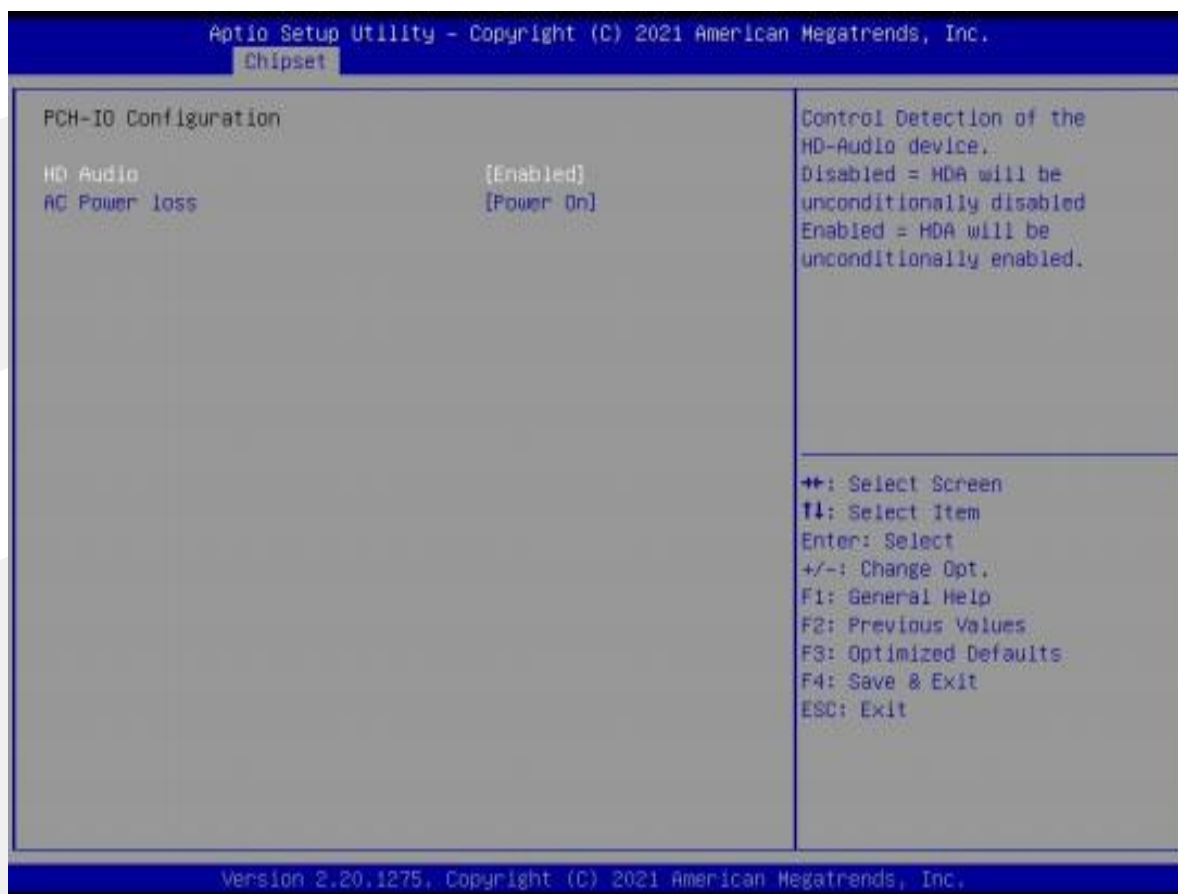 Aptio Setup Utility – Copyright (C) 2021 American Megatrends, Inc.
Chipset
PCH-IO Configuration
HD Audio [Enabled]
AC Power loss [Power On]
Control Detection of the
HD-Audio device.
Disabled = HDA will be
unconditionally disabled
Enabled = HDA will be
unconditionally enabled.
→←: Select Screen
↑↓: Select Item
Enter: Select
+/-: Change Opt.
F1: General Help
F2: Previous Values
F3: Optimized Defaults
F4: Save & Exit
ESC: Exit
Version 2.20.1275. Copyright (C) 2021 American Megatrends, Inc.